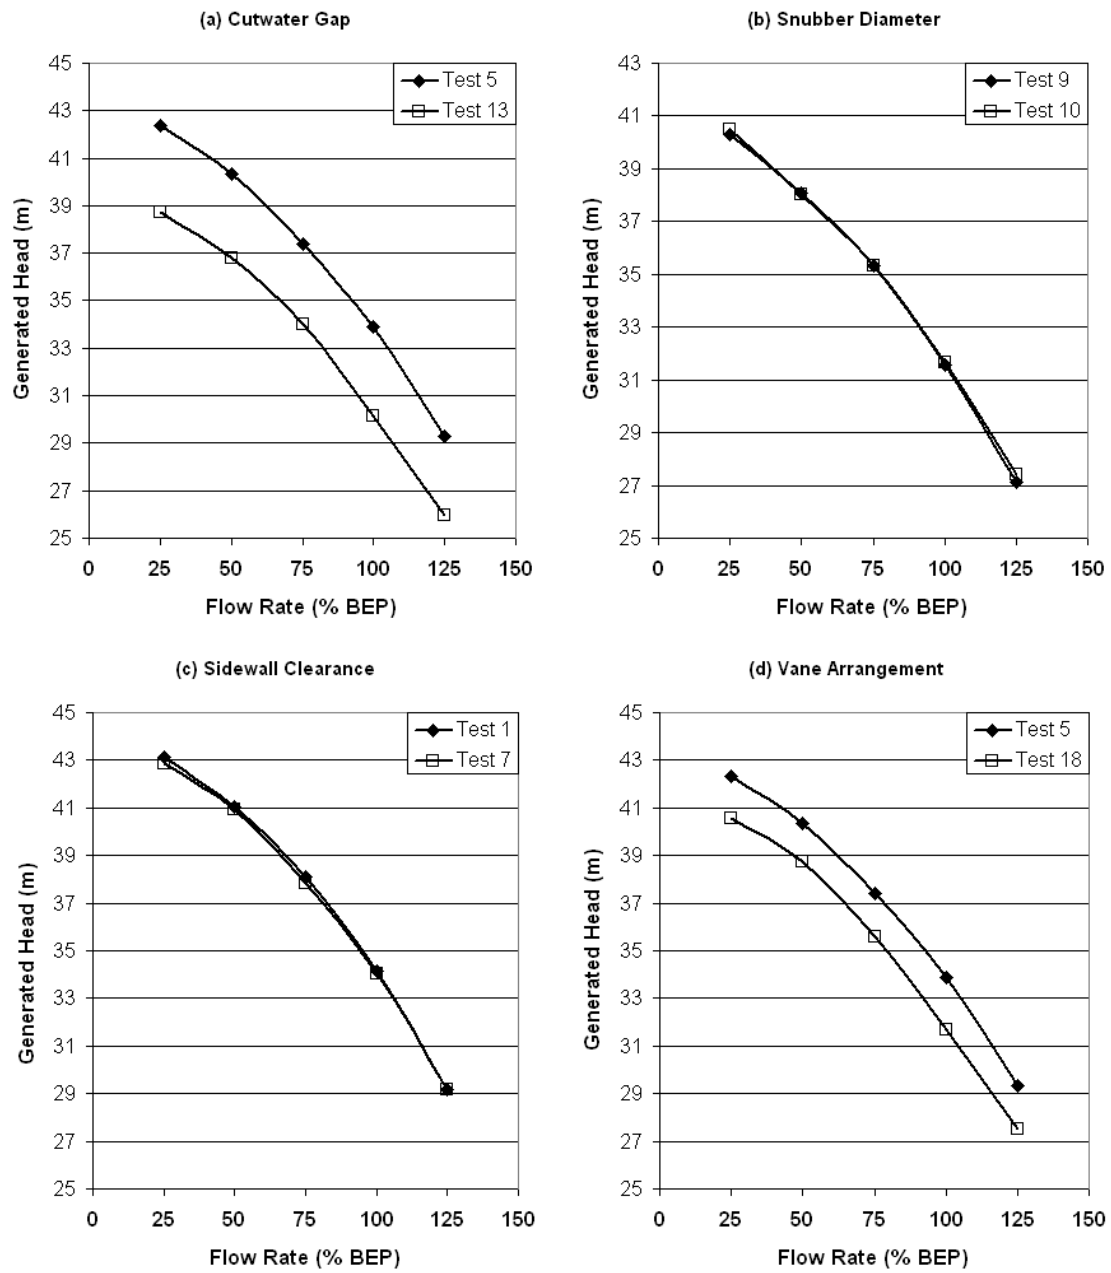 (a) Cutwater Gap
45
43
41
39
37
35
33
31
29
27
25
Generated Head (m)
Test 5
Test 13
0 25 50 75 100 125 150
Flow Rate (% BEP)
(b) Snubber Diameter
43
41
39
37
35
33
31
29
27
25
Generated Head (m)
Test 9
Test 10
0 25 50 75 100 125 150
Flow Rate (% BEP)
(c) Sidewall Clearance
45
43
41
39
37
35
33
31
29
27
25
Generated Head (m)
Test 1
Test 7
0 25 50 75 100 125 150
Flow Rate (% BEP)
(d) Vane Arrangement
45
43
41
39
37
35
33
31
29
27
25
Generated Head (m)
Test 5
Test 18
0 25 50 75 100 125 150
Flow Rate (% BEP)